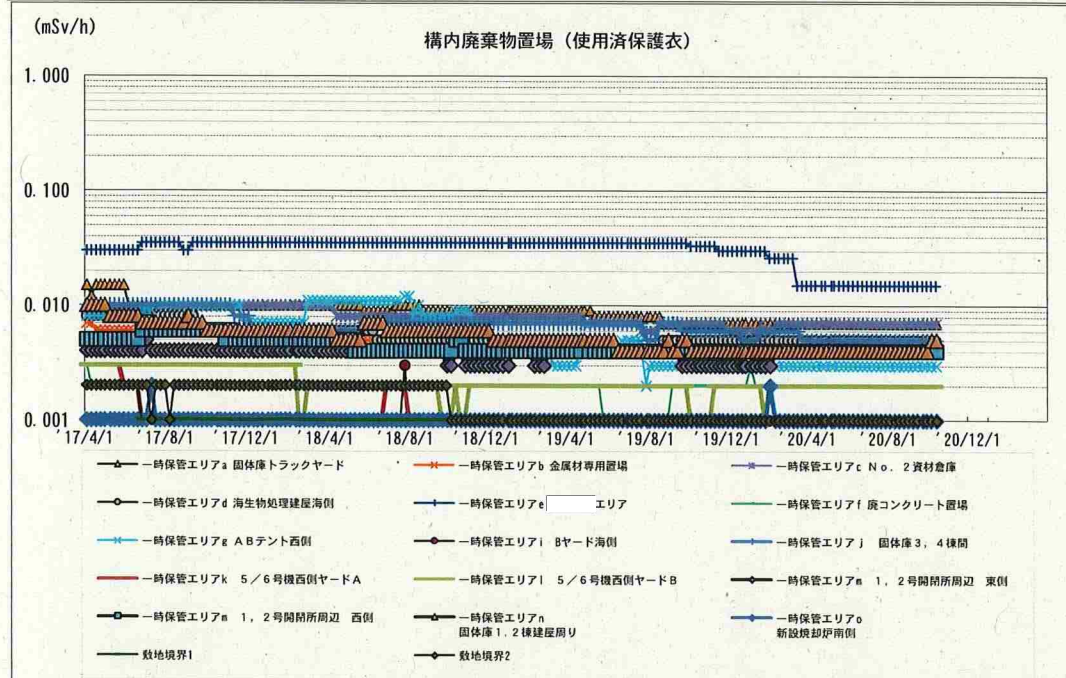 (mSv/h)
構内廃棄物置場（使用済保護衣）
1.000
0.100
0.010
0.001
17/4/1 17/8/1 17/12/1 18/4/1 18/8/1 18/12/1 19/4/1 19/8/1 19/12/1 20/4/1 20/8/1 20/12/1
一時保管エリアa 固体庫トラックヤード
一時保管エリアb 金属材専用置場
一時保管エリアc No. 2資材倉庫
一時保管エリアd 海生物処理建屋海側
一時保管エリアe エリア
一時保管エリアf 廃コンクリート置場
一時保管エリアg ABテント西側
一時保管エリアi Bヤード海側
一時保管エリアj 固体庫3, 4棟間
一時保管エリアk 5／6号機西側ヤードA
一時保管エリアl 5／6号機西側ヤードB
一時保管エリアm 1, 2号開閉所周辺 東側
一時保管エリアm 1, 2号開閉所周辺 西側
一時保管エリアn
固体庫1, 2棟建屋周り
一時保管エリアo
新設焼却炉南側
敷地境界1
敷地境界2